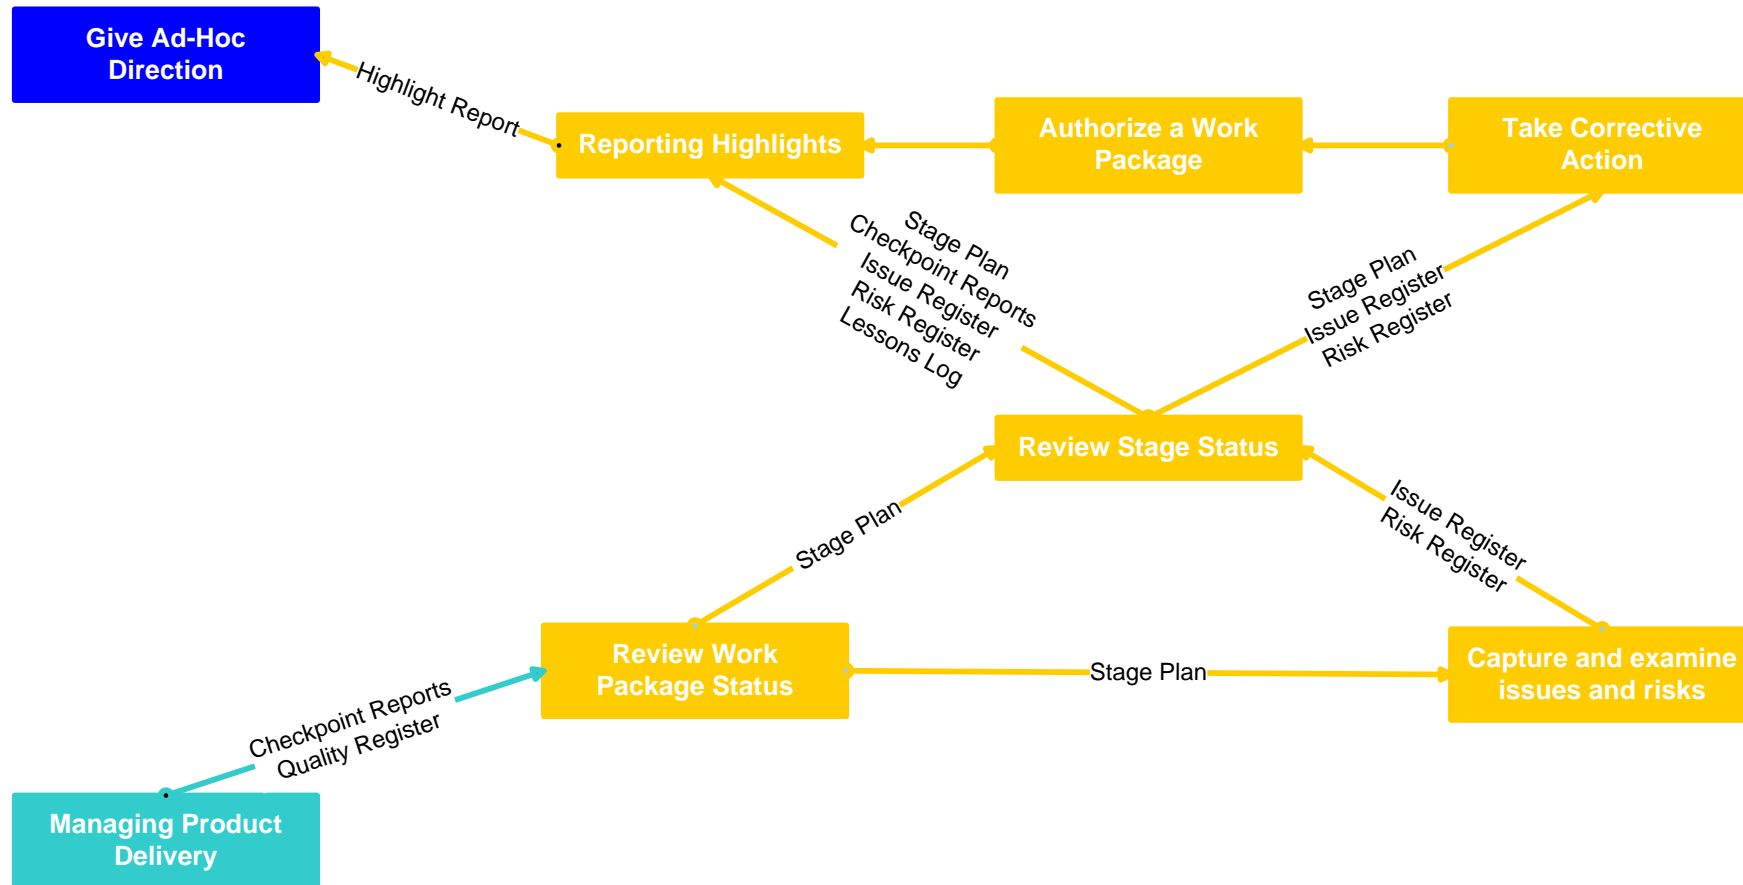 Give Ad-Hoc
Direction
Highlight Report
Reporting Highlights
Authorize a Work
Package
Take Corrective
Action
Stage Plan
Checkpoint Reports
Issue Register
Risk Register
Lessons Log
Stage Plan
Issue Register
Risk Register
Review Stage Status
Stage Plan
Issue Register
Risk Register
Review Work
Package Status
Stage Plan
Capture and examine
issues and risks
Checkpoint Reports
Quality Register
Managing Product
Delivery